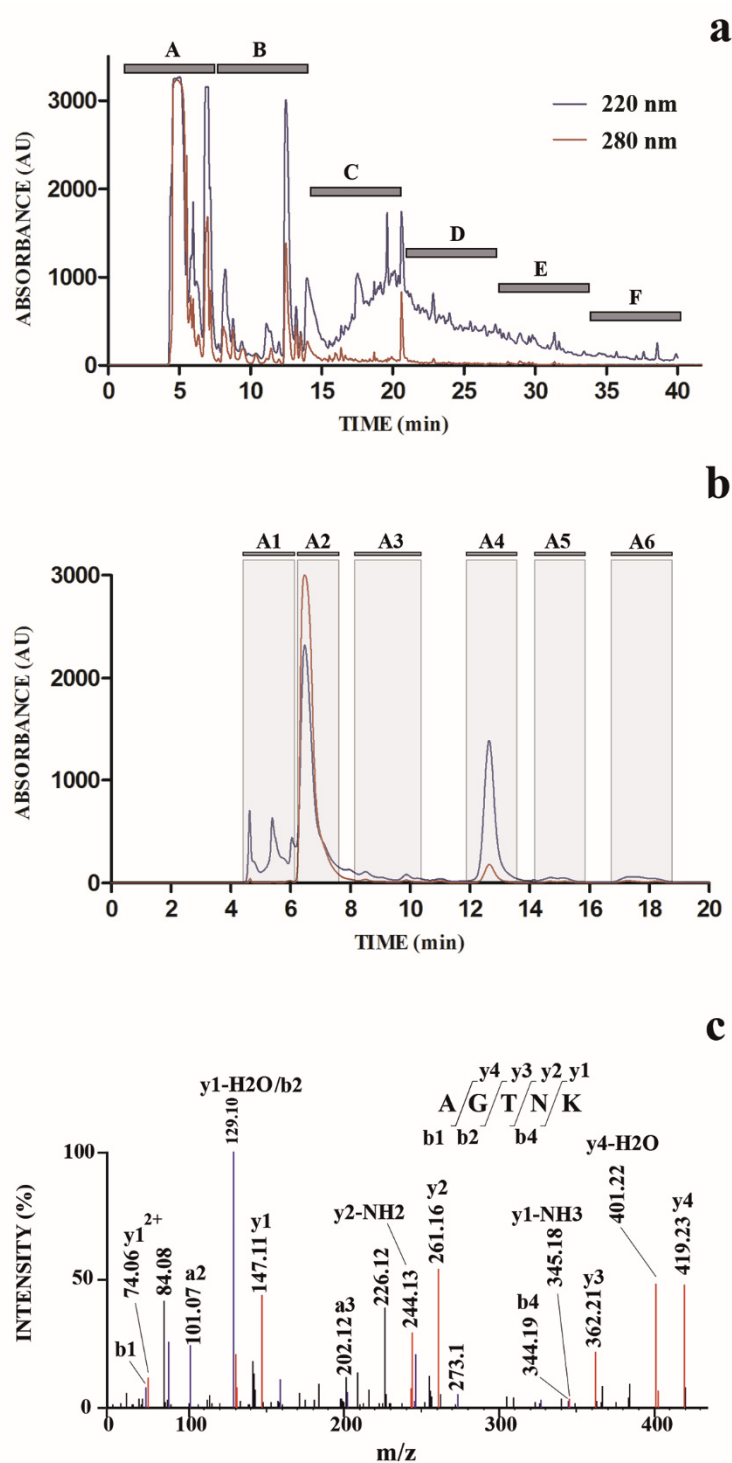 a
A B
220 nm
280 nm
C
D
E
F
ABSORBANCE (AU)
3000
2000
1000
0
0 5 10 15 20 25 30 35 40
TIME (min)
b
A1 A2 A3 A4 A5 A6
ABSORBANCE (AU)
3000
2000
1000
0
0 2 4 6 8 10 12 14 16 18 20
TIME (min)
c
y1-H2O/b2
129.10
y4 y3 y2 y1
A G T N K
b1 b2 b4
INTENSITY (%)
100
50
0
b1
y1 2+
74.06
84.08
a2
101.07
y1
147.11
a3
202.12
226.12
y2-NH2
244.13
y2
261.16
273.1
b4
344.19
y1-NH3
345.18
y3
362.21
y4-H2O
401.22
y4
419.23
100 200 300 400
m/z